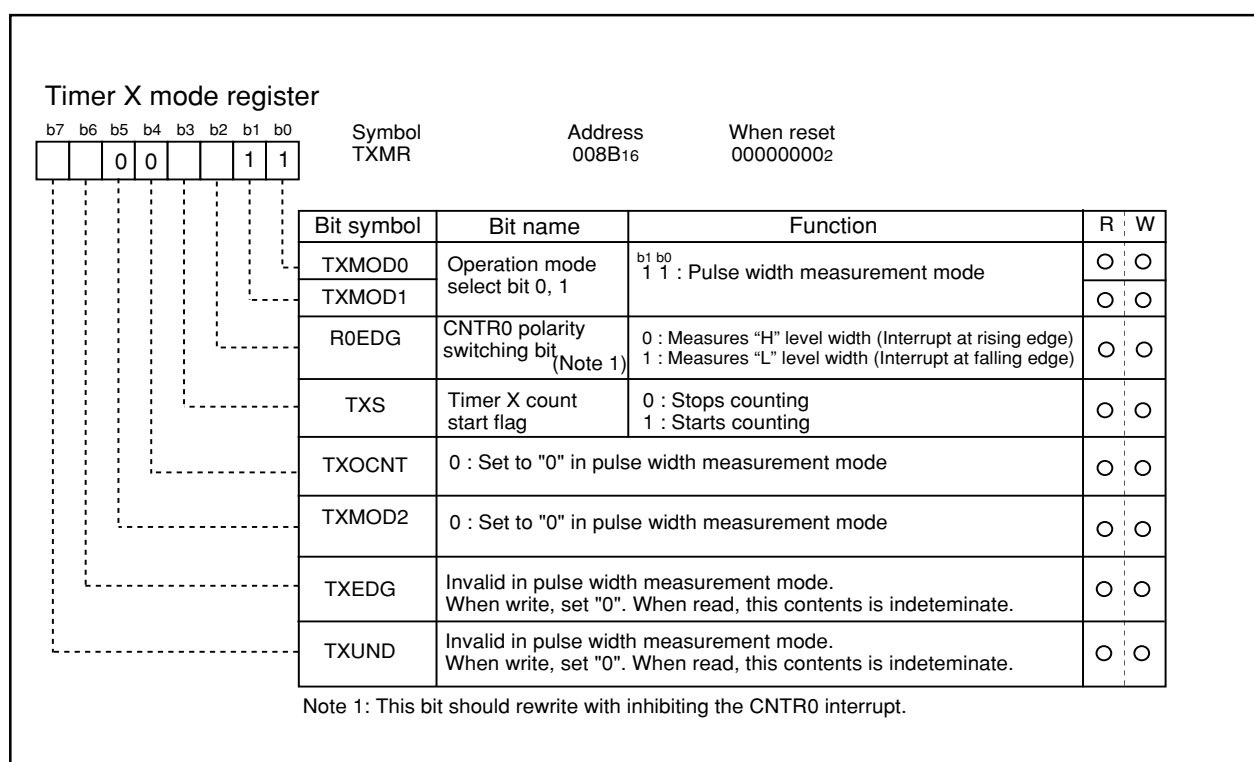 Timer X mode register
b7 b6 b5 b4 b3 b2 b1 b0
Symbol Address When reset
0 0 1 1
TXMR 008B16 000000002
Bit symbol Bit name Function R W
TXMOD0
TXMOD1
Operation mode
select bit 0, 1
b1 b0
1 1 : Pulse width measurement mode
R0EDG
CNTR0 polarity
switching bit
(Note 1)
0 : Measures “H” level width (Interrupt at rising edge)
1 : Measures “L” level width (Interrupt at falling edge)
TXS
Timer X count
start flag
0 : Stops counting
1 : Starts counting
TXOCNT
0 : Set to "0" in pulse width measurement mode
TXMOD2
0 : Set to "0" in pulse width measurement mode
TXEDG
Invalid in pulse width measurement mode.
When write, set "0". When read, this contents is indeteminate.
TXUND
Invalid in pulse width measurement mode.
When write, set "0". When read, this contents is indeteminate.
Note 1: This bit should rewrite with inhibiting the CNTR0 interrupt.